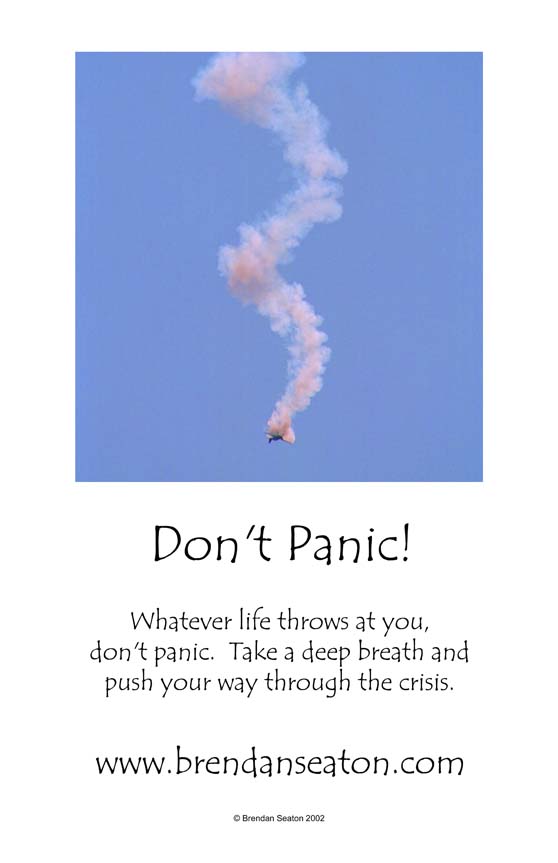 Don't Panic!
Whatever life throws at you,
don't panic. Take a deep breath and
push your way through the crisis.
www.brendanseaton.com
© Brendan Seaton 2002